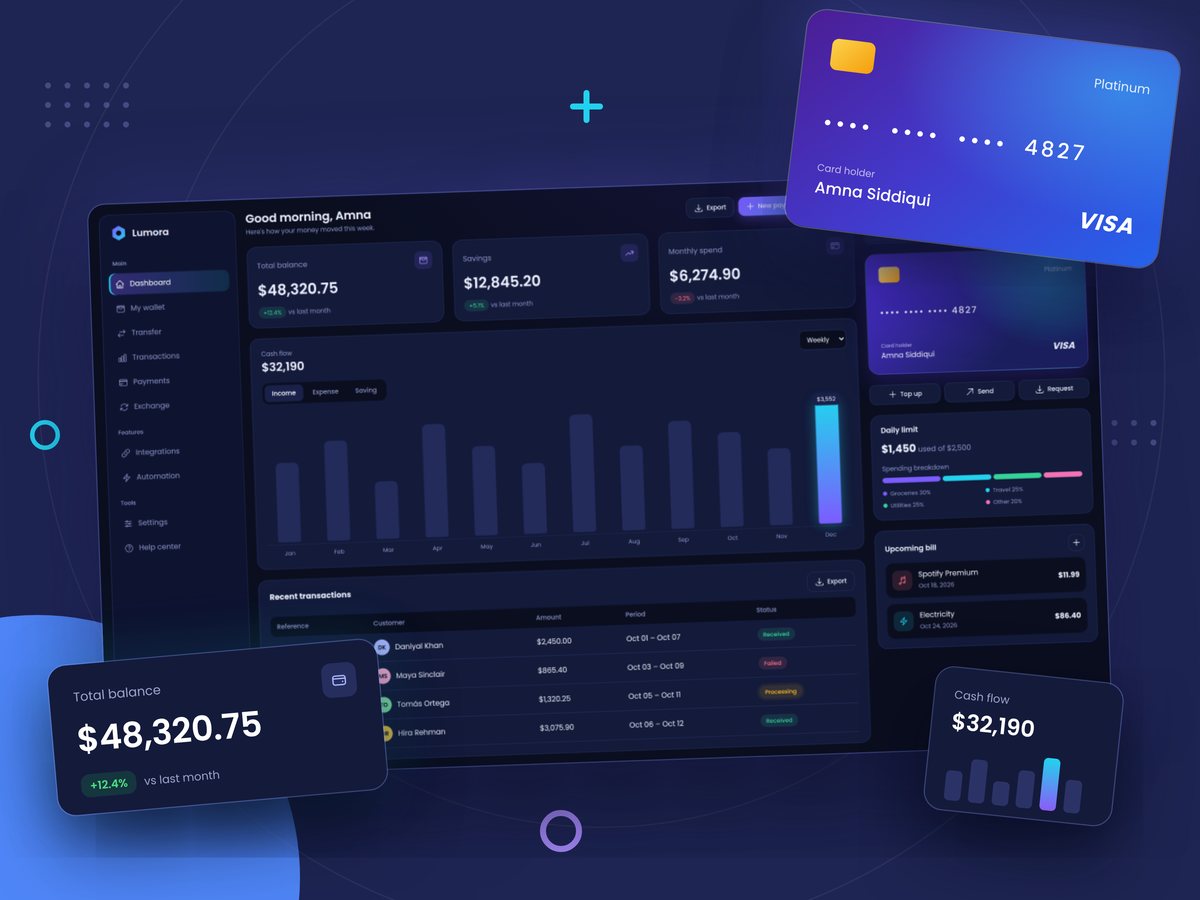 Platinum
•••• •••• •••• 4827
Card holder
Amna Siddiqui
VISA
Lumora
Main
Dashboard
My wallet
Transfer
Transactions
Payments
Exchange
Features
Integrations
Automation
Tools
Settings
Help center
Good morning, Amna
Here's how your money moved this week.
Export
New pay
Total balance
$48,320.75
+12.4% vs last month
Savings
$12,845.20
+5.1% vs last month
Monthly spend
$6,274.90
-3.2% vs last month
Cash flow
$32,190
Weekly
Income Expense Saving
$3,552
Jan Feb Mar Apr May Jun Jul Aug Sep Oct Nov Dec
Recent transactions
Export
Reference Customer Amount Period Status
DK Daniyal Khan $2,450.00 Oct 01 – Oct 07 Received
MS Maya Sinclair $865.40 Oct 03 – Oct 09 Failed
TO Tomás Ortega $1,320.25 Oct 05 – Oct 11 Processing
Hira Rehman $3,075.90 Oct 06 – Oct 12 Received
Platinum
•••• •••• •••• 4827
Card holder
Amna Siddiqui
VISA
Top up
Send
Request
Daily limit
$1,450 used of $2,500
Spending breakdown
Groceries 30% Travel 25%
Utilities 25% Other 20%
Upcoming bill
Spotify Premium $11.99
Oct 18, 2026
Electricity $86.40
Oct 24, 2026
Total balance
$48,320.75
+12.4% vs last month
Cash flow
$32,190